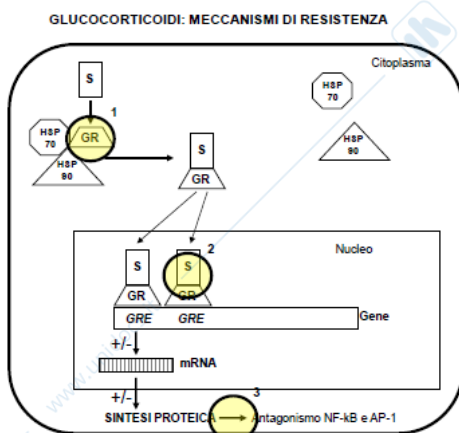 GLUCOCORTICOIDI: MECCANISMI DI RESISTENZA
Citoplasma
S
1
HSP
70
GR
HSP
90
HSP
70
HSP
90
S
GR
Nucleo
S
S
2
GR
GR
GRE GRE
Gene
+/-
mRNA
+/-
3
SINTESI PROTEICA Antagonismo NF-kB e AP-1